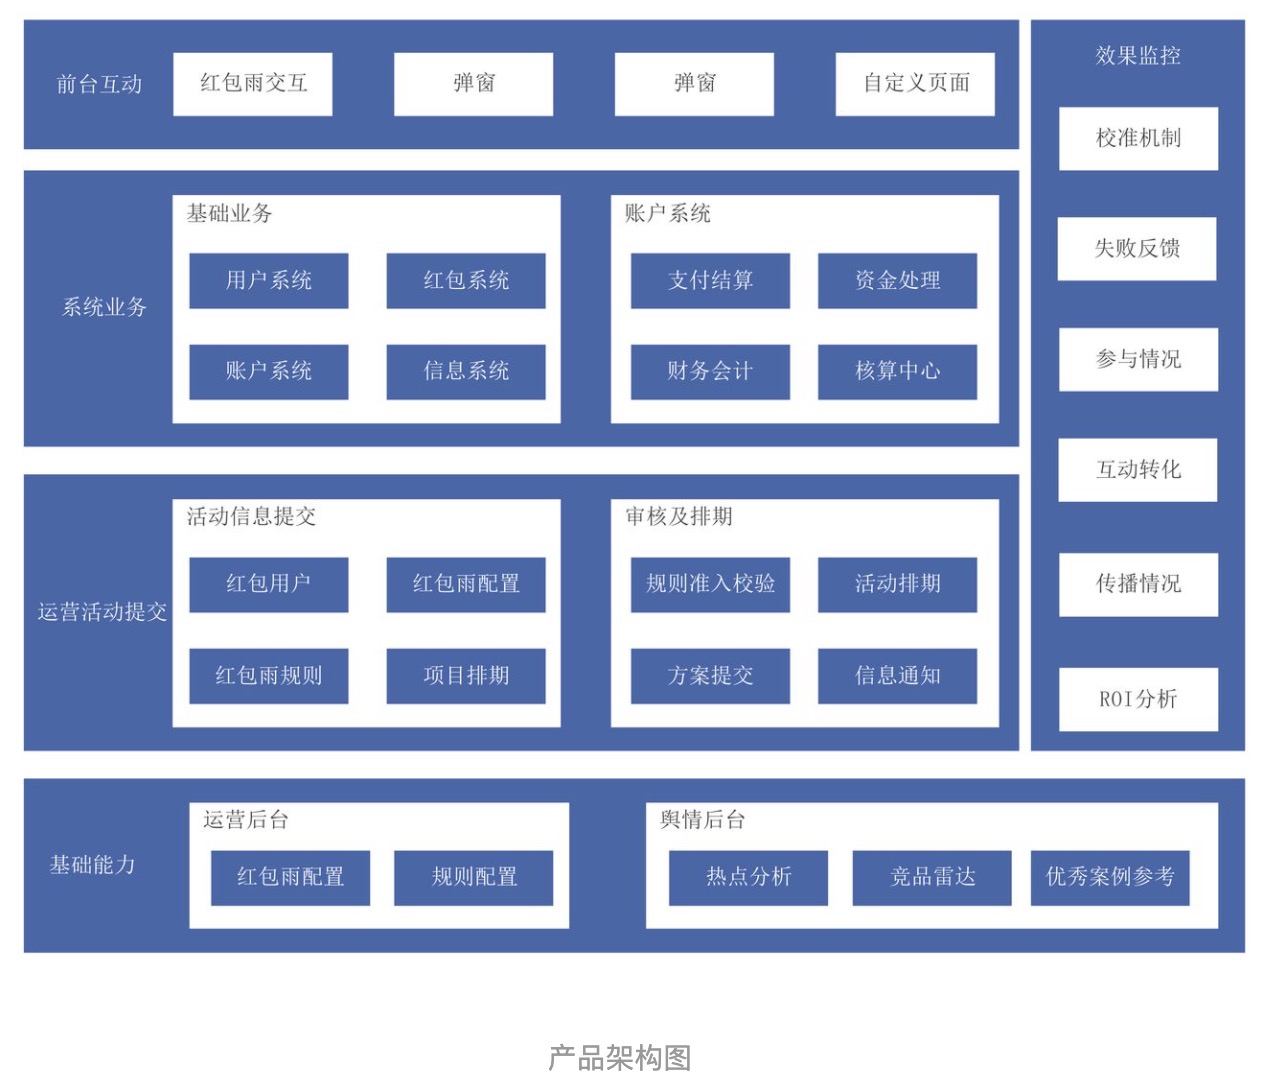 前台互动
红包雨交互
弹窗
弹窗
自定义页面
系统业务
基础业务
用户系统
红包系统
账户系统
信息系统
账户系统
支付结算
资金处理
财务会计
核算中心
运营活动提交
活动信息提交
红包用户
红包雨配置
红包雨规则
项目排期
审核及排期
规则准入校验
活动排期
方案提交
信息通知
效果监控
校准机制
失败反馈
参与情况
互动转化
传播情况
ROI分析
基础能力
运营后台
红包雨配置
规则配置
舆情后台
热点分析
竞品雷达
优秀案例参考
产品架构图